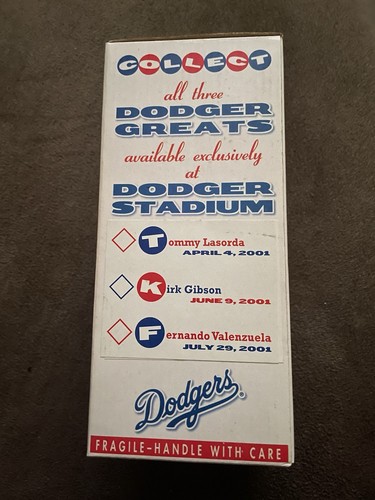 COLLECT
all three
DODGER
GREATS
available exclusively
at
DODGER
STADIUM
Tommy Lasorda
APRIL 4, 2001
Kirk Gibson
JUNE 9, 2001
Fernando Valenzuela
JULY 29, 2001
Dodgers
FRAGILE-HANDLE WITH CARE